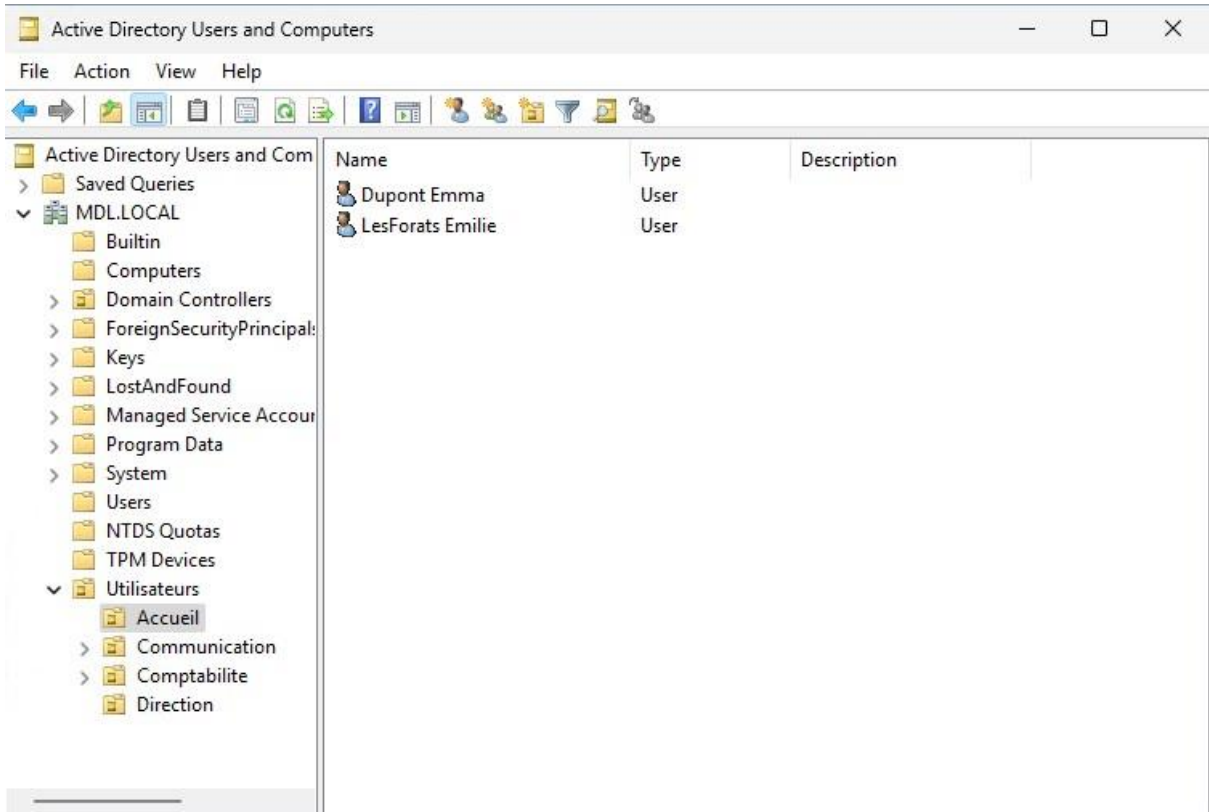 Active Directory Users and Computers
File Action View Help
Active Directory Users and Com
Saved Queries
MDL.LOCAL
Builtin
Computers
Domain Controllers
ForeignSecurityPrincipals
Keys
LostAndFound
Managed Service Accour
Program Data
System
Users
NTDS Quotas
TPM Devices
Utilisateurs
Accueil
Communication
Comptabilite
Direction
Name Type Description
Dupont Emma User
LesForats Emilie User